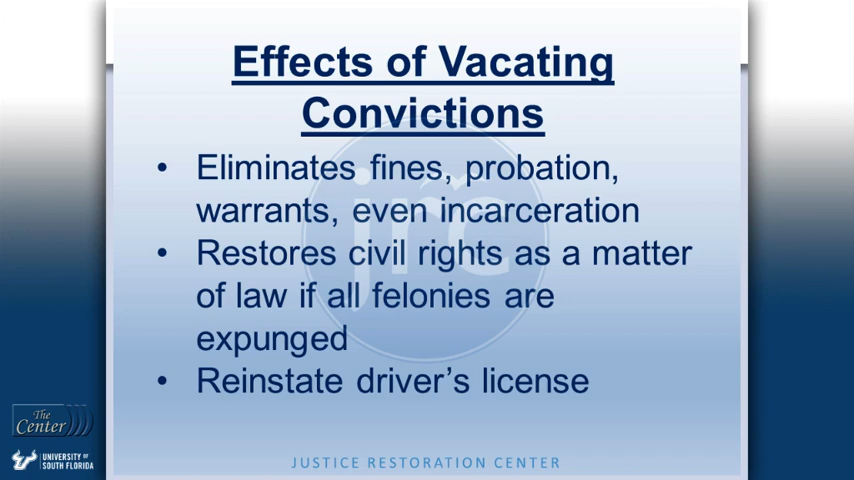 Effects of Vacating
Convictions
• Eliminates fines, probation,
warrants, even incarceration
• Restores civil rights as a matter
of law if all felonies are
expunged
• Reinstate driver’s license
jrc
The
Center
UNIVERSITY OF
SOUTH FLORIDA
JUSTICE RESTORATION CENTER